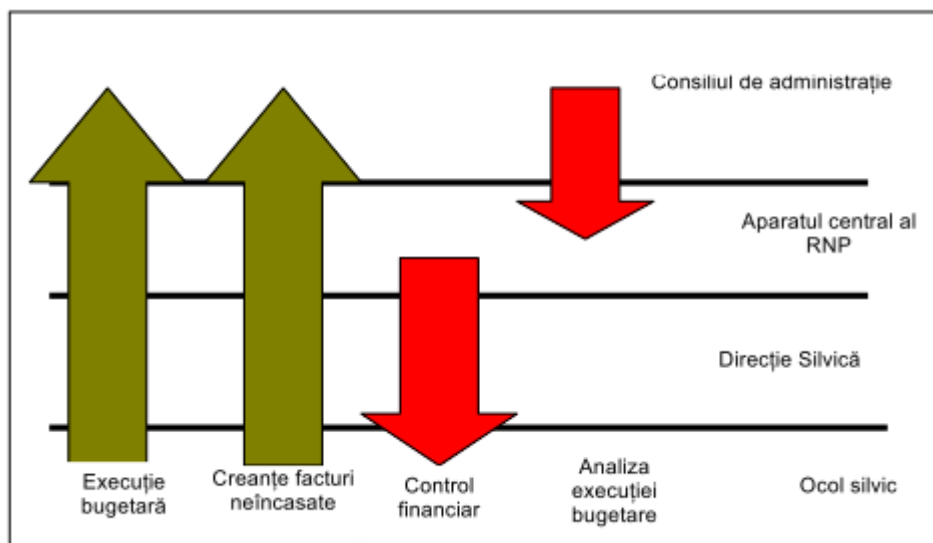 Consiliul de administrație
Aparatul central al
RNP
Direcție Silvică
Execuție
bugetară
Creanțe facturi
neîncasate
Control
financiar
Analiza
execuției
bugetare
Ocol silvic